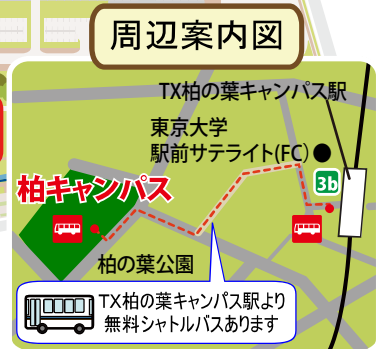 周辺案内図
TX柏の葉キャンパス駅
東京大学
駅前サテライト(FC)
3b
柏キャンパス
柏の葉公園
TX柏の葉キャンパス駅より
無料シャトルバスあります